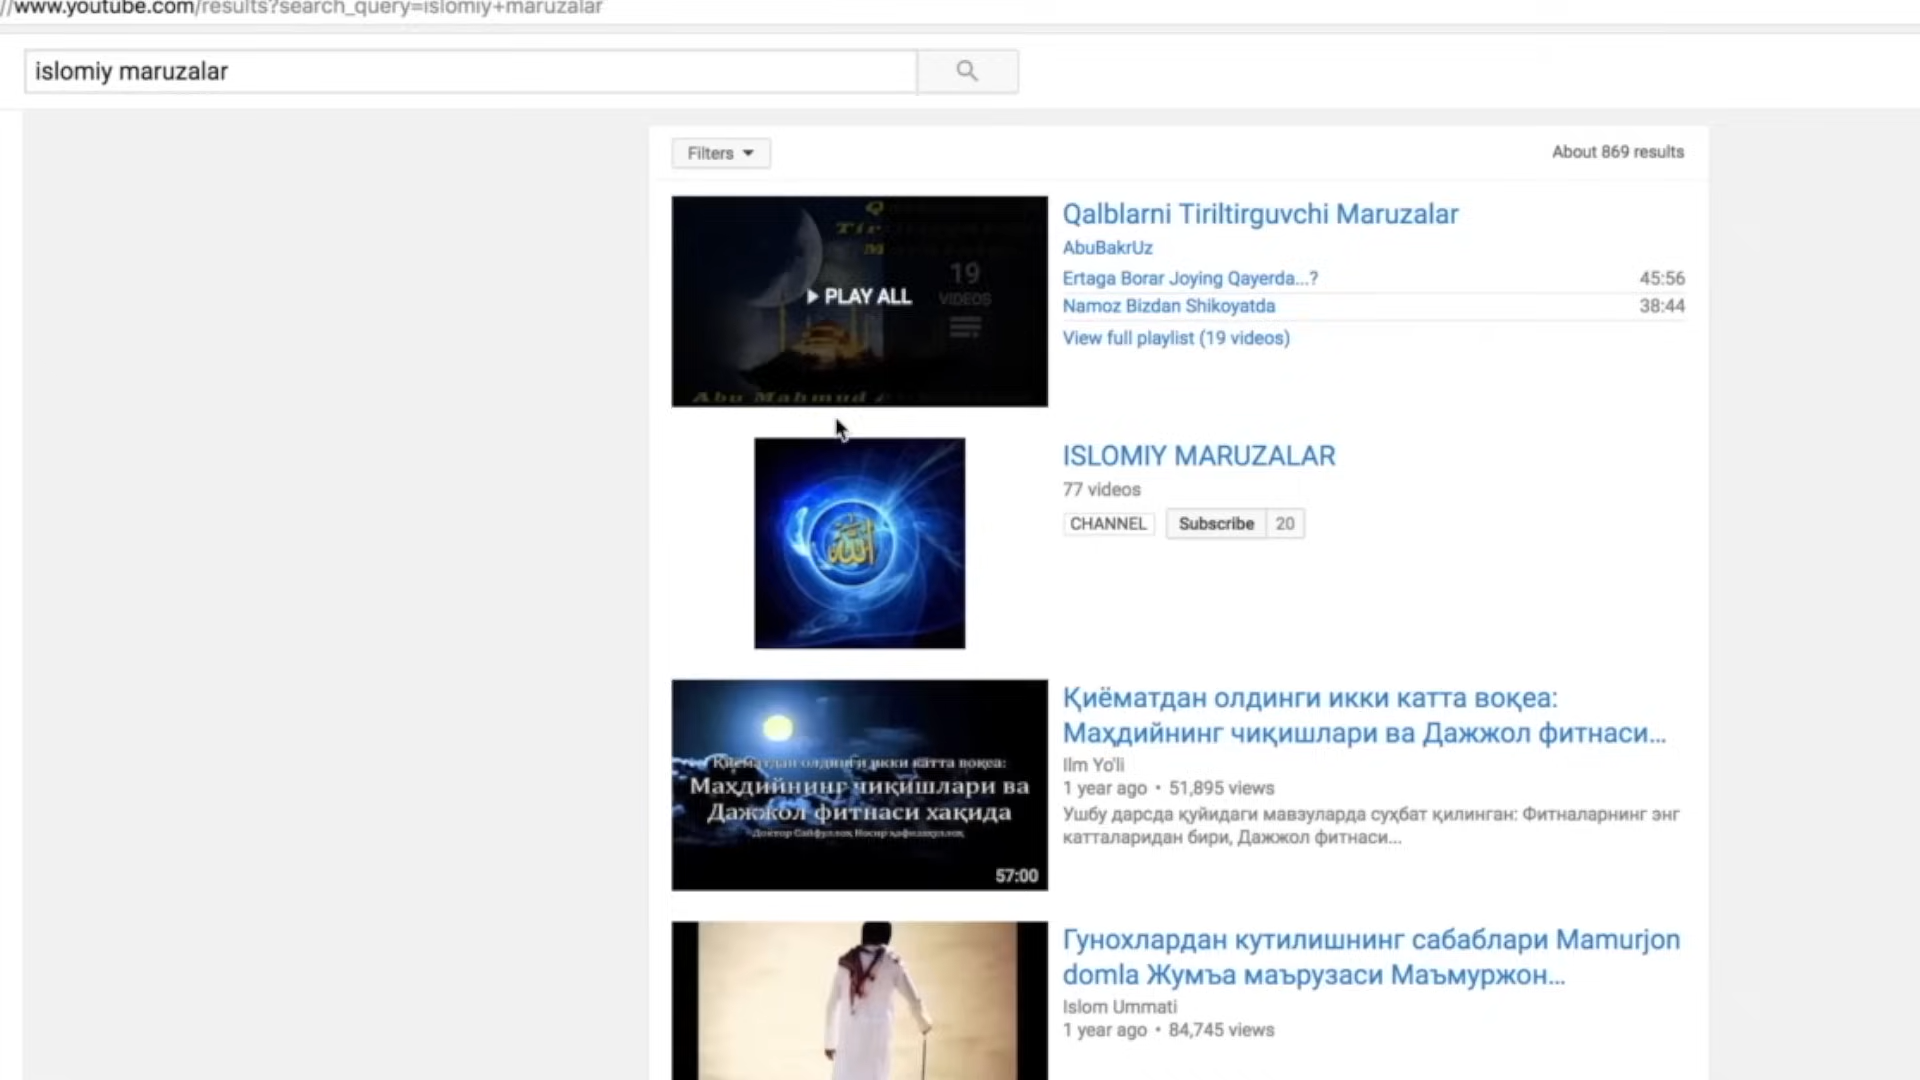 //www.youtube.com/results?search_query=islomiy+maruzalar
islomiy maruzalar
Filters
About 869 results
19
VIDEOS
PLAY ALL
Abu Mahmud
Qalblarni Tiriltirguvchi Maruzalar
AbuBakrUz
Ertaga Borar Joying Qayerda...? 45:56
Namoz Bizdan Shikoyatda 38:44
View full playlist (19 videos)
الله
ISLOMIY MARUZALAR
77 videos
CHANNEL Subscribe 20
Қиёматдан олдинги икки катта воқеа:
Маҳдийнинг чиқишлари ва
Дажжол фитнаси хақида
57:00
Қиёматдан олдинги икки катта воқеа:
Маҳдийнинг чиқишлари ва Дажжол фитнаси...
Ilm Yo'li
1 year ago • 51,895 views
Ушбу дарсда қуйидаги мавзуларда суҳбат қилинган: Фитналарнинг энг
катталаридан бири, Дажжол фитнаси...
Гунохлардан кутилишнинг сабаблари Mamurjon
domla Жумъа маърузаси Маъмуржон...
Islom Ummati
1 year ago • 84,745 views